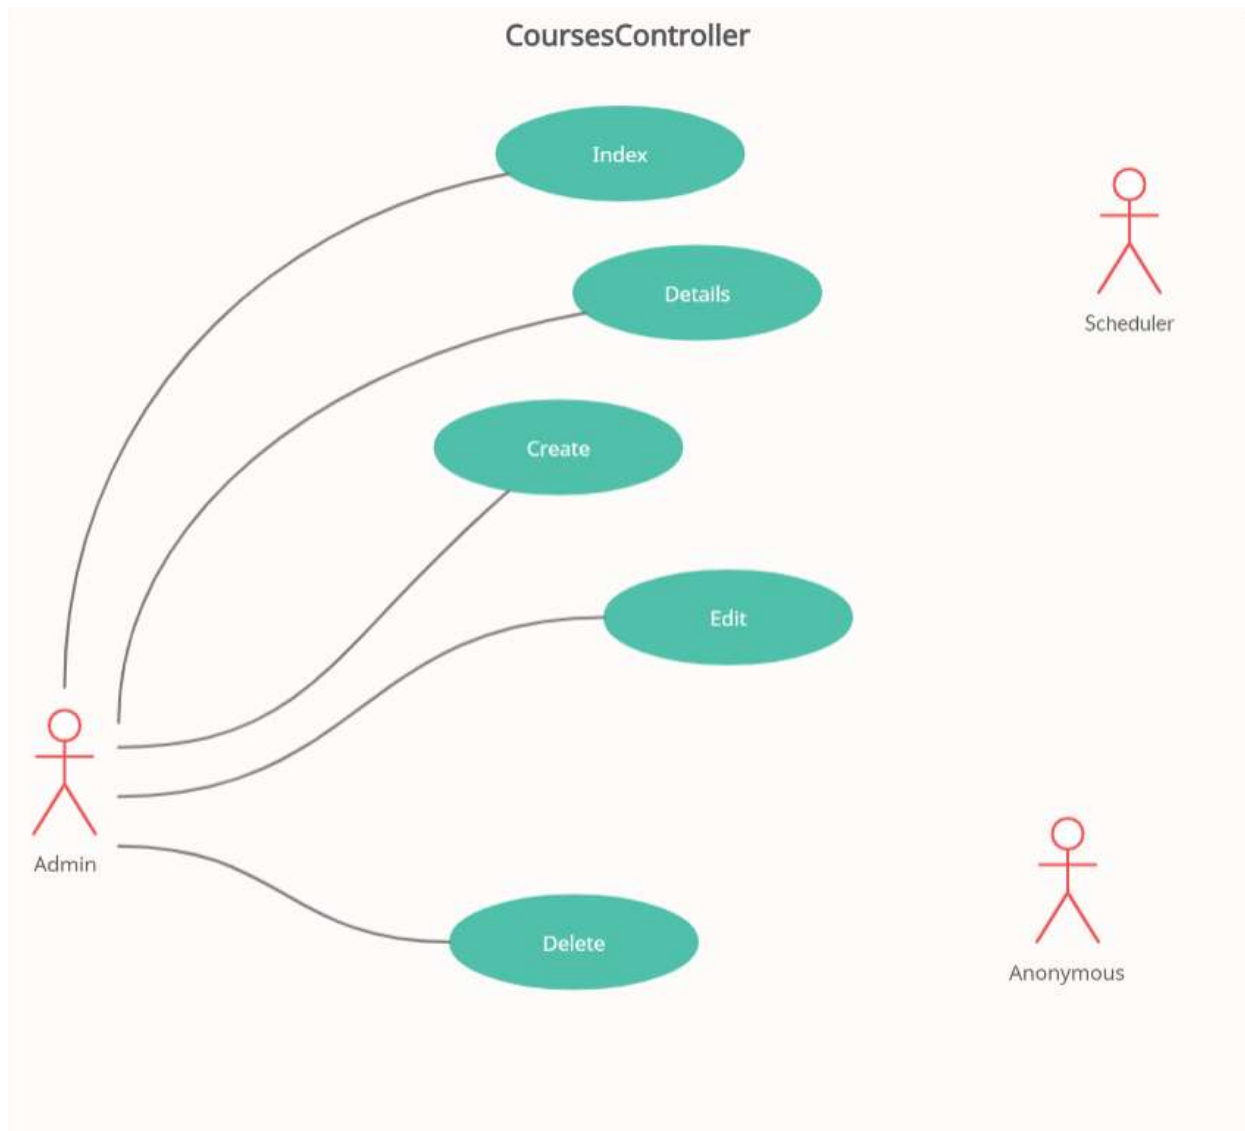 CoursesController
Index
Details
Scheduler
Create
Edit
Admin
Delete
Anonymous